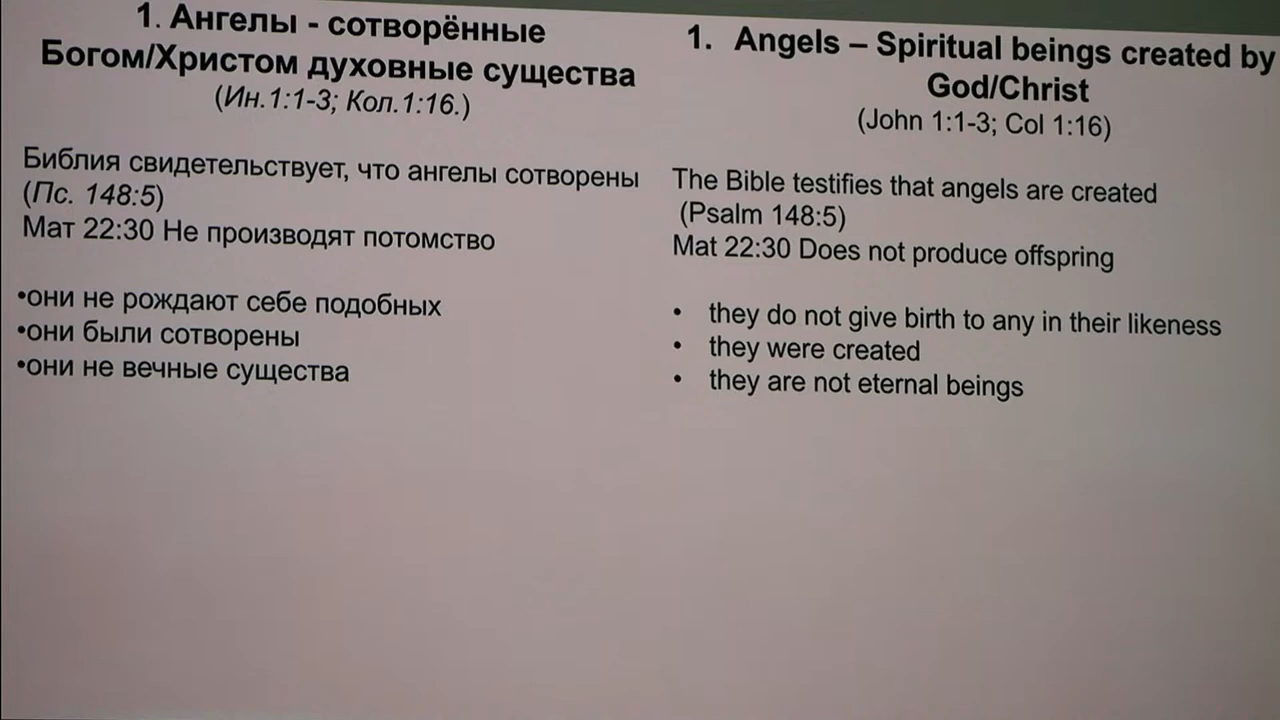 1. Ангелы - сотворённые
Богом/Христом духовные существа
(Ин.1:1-3; Кол.1:16.)
Библия свидетельствует, что ангелы сотворены
(Пс. 148:5)
Мат 22:30 Не производят потомство
•они не рождают себе подобных
•они были сотворены
•они не вечные существа
1. Angels – Spiritual beings created by
God/Christ
(John 1:1-3; Col 1:16)
The Bible testifies that angels are created
(Psalm 148:5)
Mat 22:30 Does not produce offspring
• they do not give birth to any in their likeness
• they were created
• they are not eternal beings